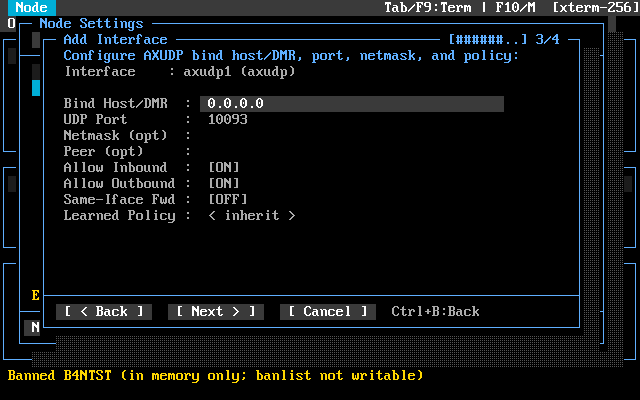 Node Tab/F9:Term | F10/M [xterm-256]
O Node Settings
Add Interface [######..] 3/4
Configure AXUDP bind host/DMR, port, netmask, and policy:
Interface : axudp1 (axudp)
Bind Host/DMR : 0.0.0.0
UDP Port : 10093
Netmask (opt) :
Peer (opt) :
Allow Inbound : [ON]
Allow Outbound : [ON]
Same-Iface Fwd : [OFF]
Learned Policy : < inherit >
E
N [ < Back ] [ Next > ] [ Cancel ] Ctrl+B:Back
Banned B4NTST (in memory only; banlist not writable)